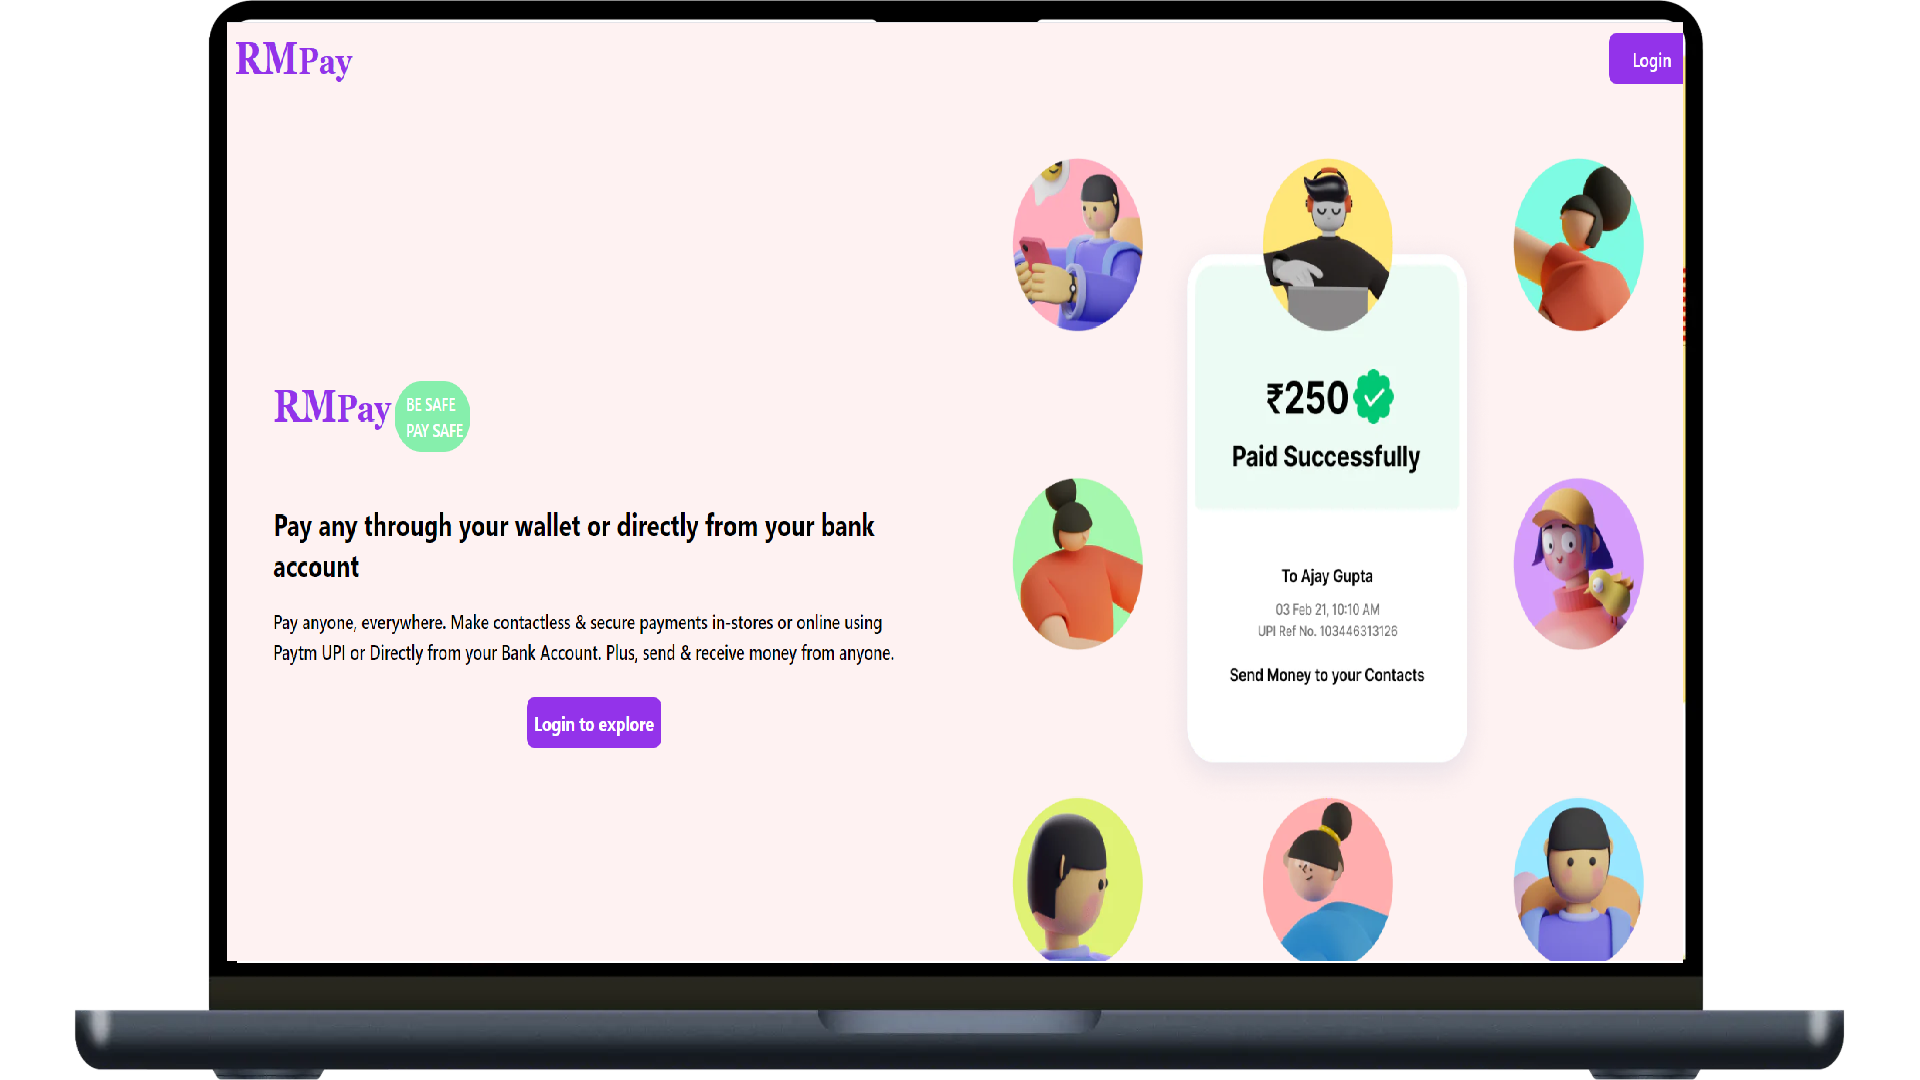 RMPay
Login
RMPay
BE SAFE
PAY SAFE
Pay any through your wallet or directly from your bank
account
Pay anyone, everywhere. Make contactless & secure payments in-stores or online using
Paytm UPI or Directly from your Bank Account. Plus, send & receive money from anyone.
Login to explore
₹250
Paid Successfully
To Ajay Gupta
03 Feb 21, 10:10 AM
UPI Ref No. 103446313126
Send Money to your Contacts